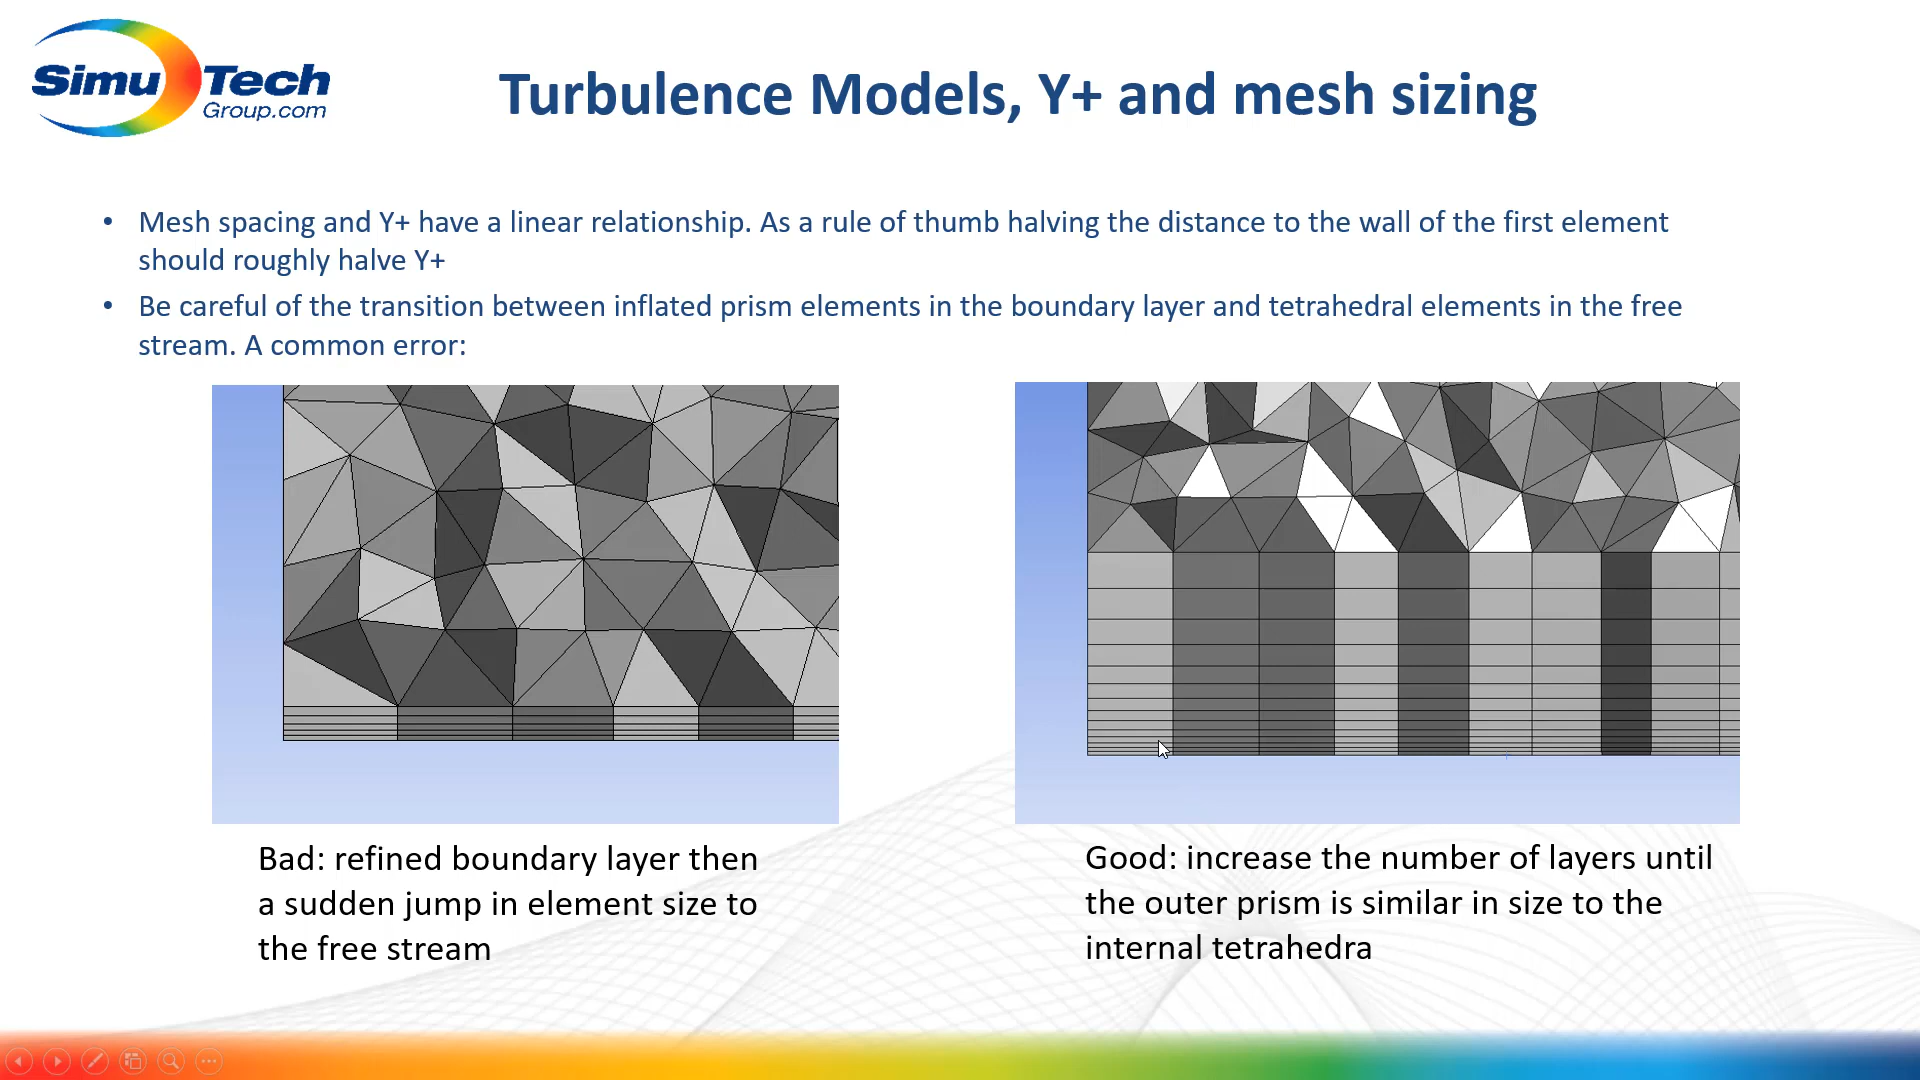 Simu Tech
Group.com
Turbulence Models, Y+ and mesh sizing
• Mesh spacing and Y+ have a linear relationship. As a rule of thumb halving the distance to the wall of the first element
should roughly halve Y+
• Be careful of the transition between inflated prism elements in the boundary layer and tetrahedral elements in the free
stream. A common error:
Bad: refined boundary layer then
a sudden jump in element size to
the free stream
Good: increase the number of layers until
the outer prism is similar in size to the
internal tetrahedra